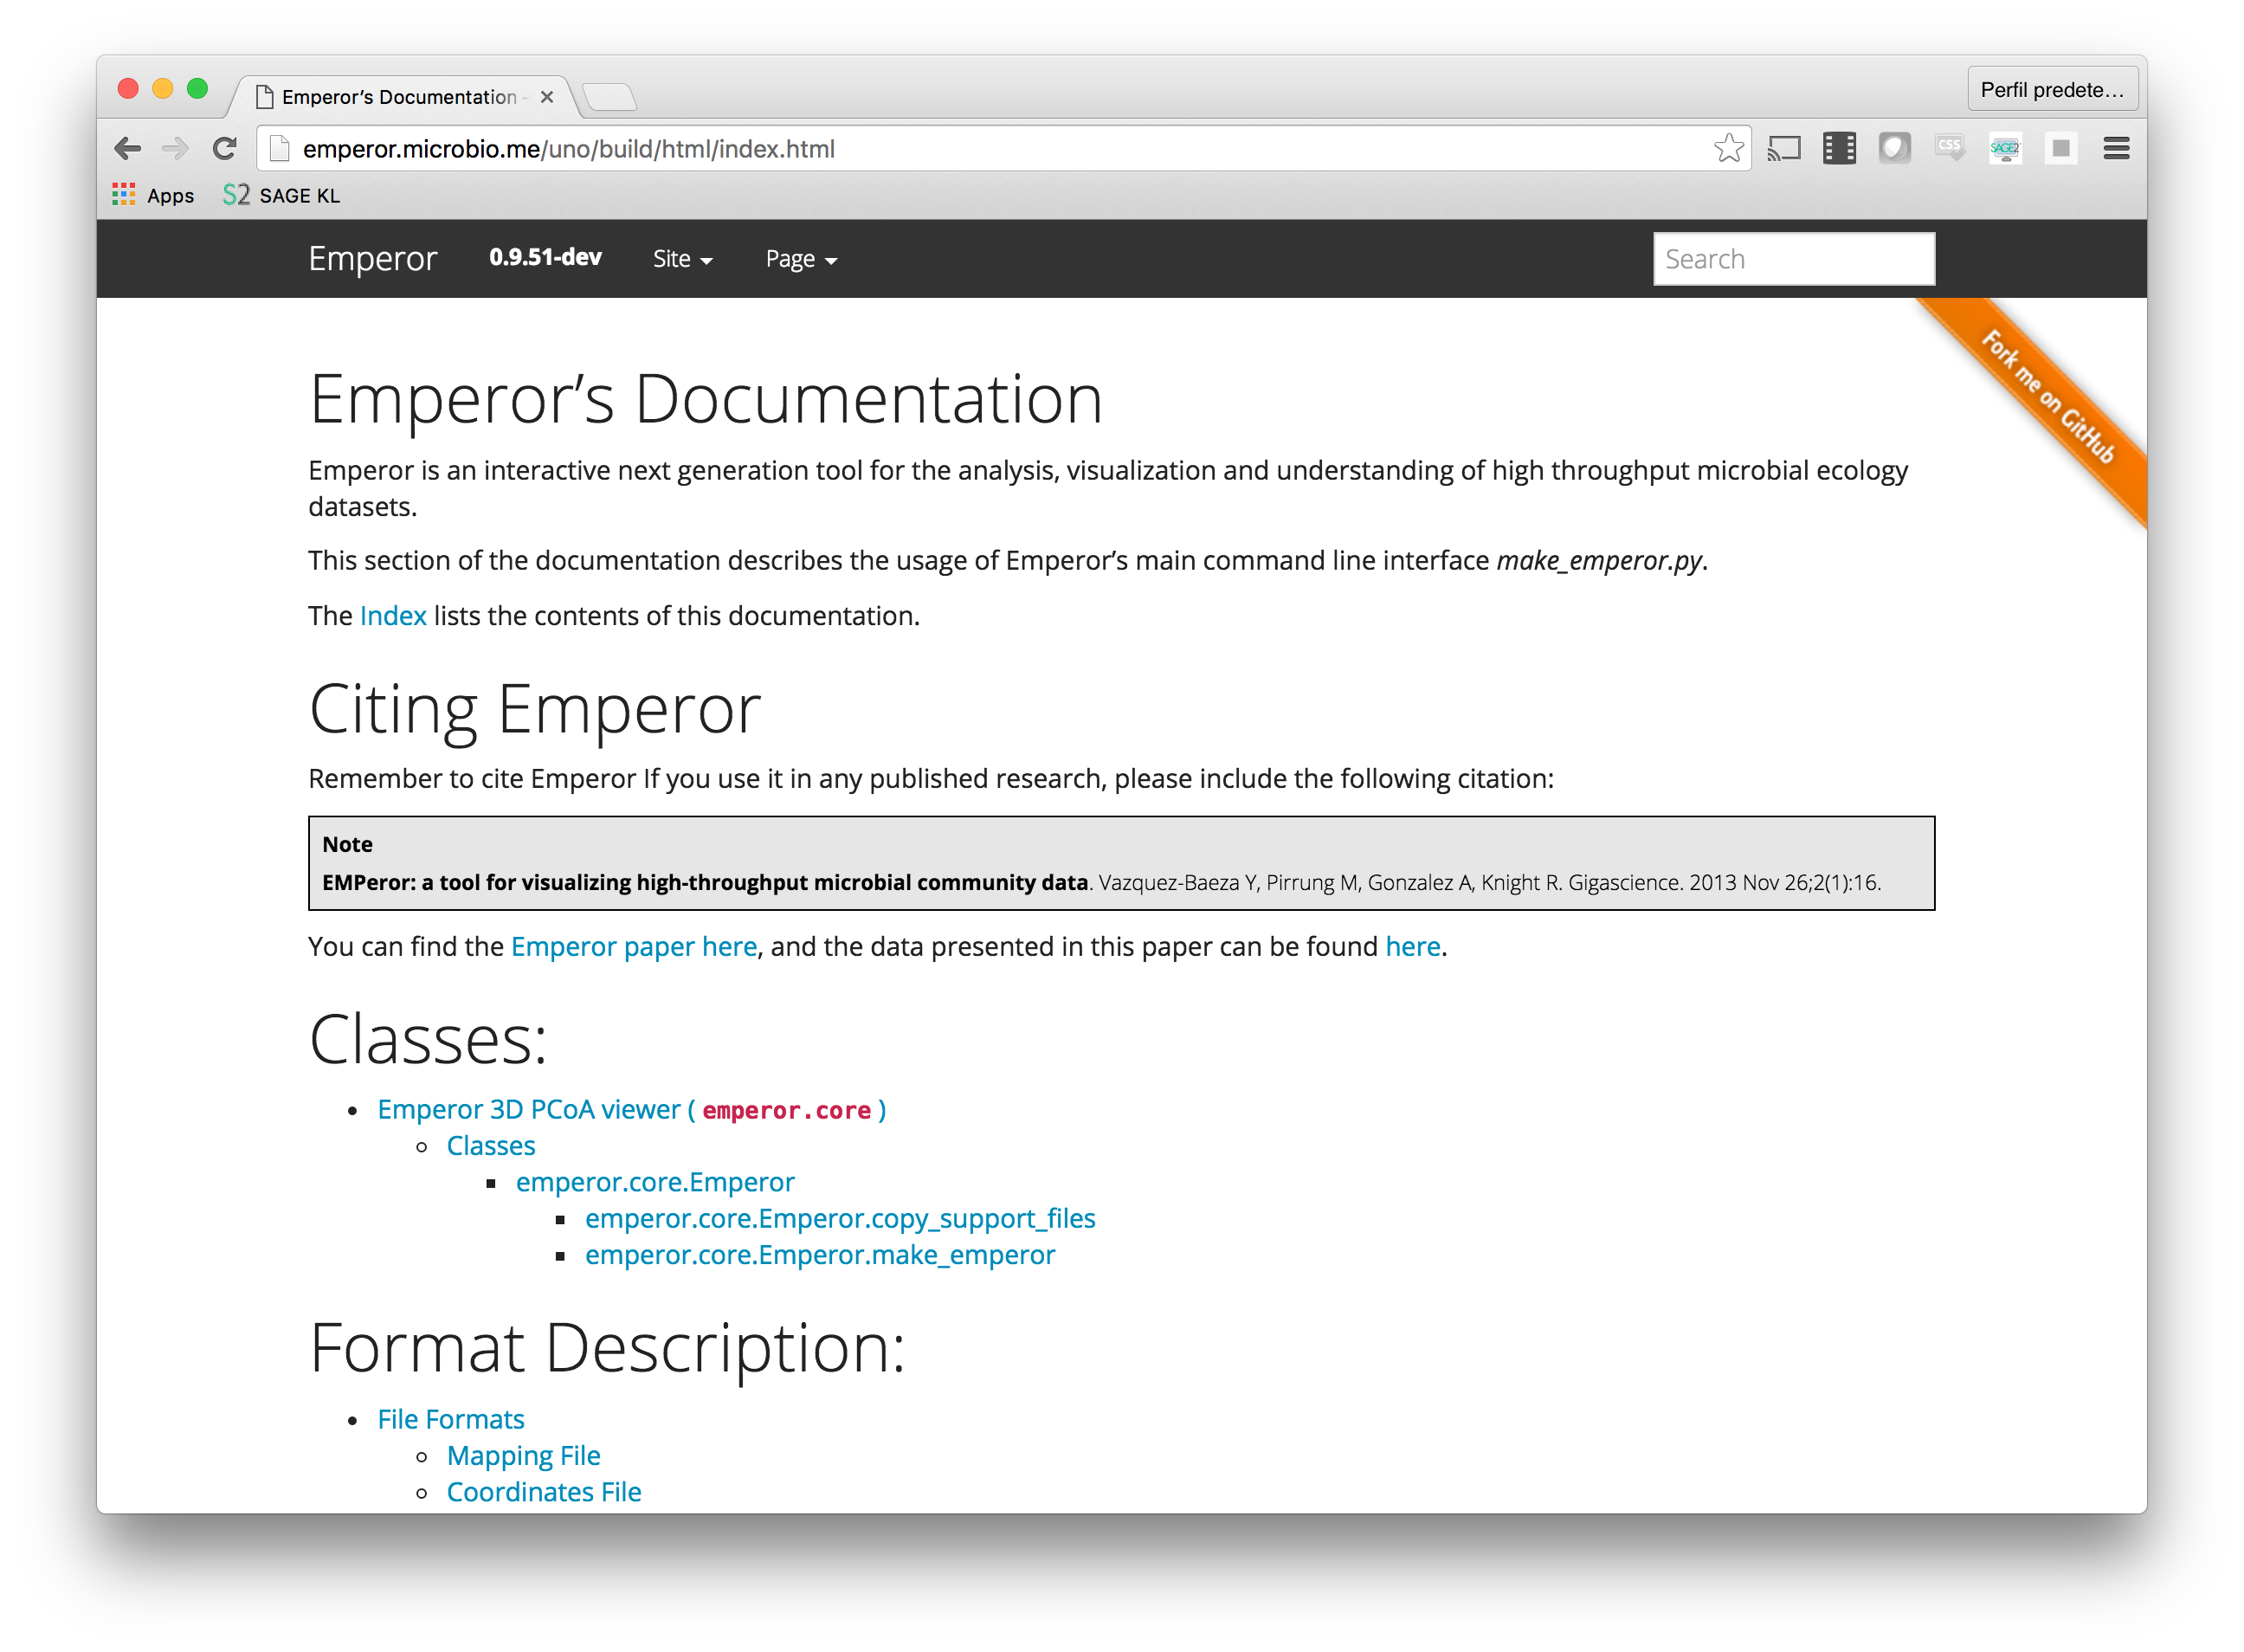 Emperor’s Documentation -
Perfil predete...
emperor.microbio.me/uno/build/html/index.html
CSS
SAGE2
Apps
S2 SAGE KL
Emperor 0.9.51-dev Site Page Search
Fork me on GitHub
Emperor’s Documentation
Emperor is an interactive next generation tool for the analysis, visualization and understanding of high throughput microbial ecology
datasets.
This section of the documentation describes the usage of Emperor’s main command line interface make_emperor.py.
The Index lists the contents of this documentation.
Citing Emperor
Remember to cite Emperor If you use it in any published research, please include the following citation:
Note
EMPeror: a tool for visualizing high-throughput microbial community data. Vazquez-Baeza Y, Pirrung M, Gonzalez A, Knight R. Gigascience. 2013 Nov 26;2(1):16.
You can find the Emperor paper here, and the data presented in this paper can be found here.
Classes:
Emperor 3D PCoA viewer ( emperor.core )
Classes
emperor.core.Emperor
emperor.core.Emperor.copy_support_files
emperor.core.Emperor.make_emperor
Format Description:
File Formats
Mapping File
Coordinates File